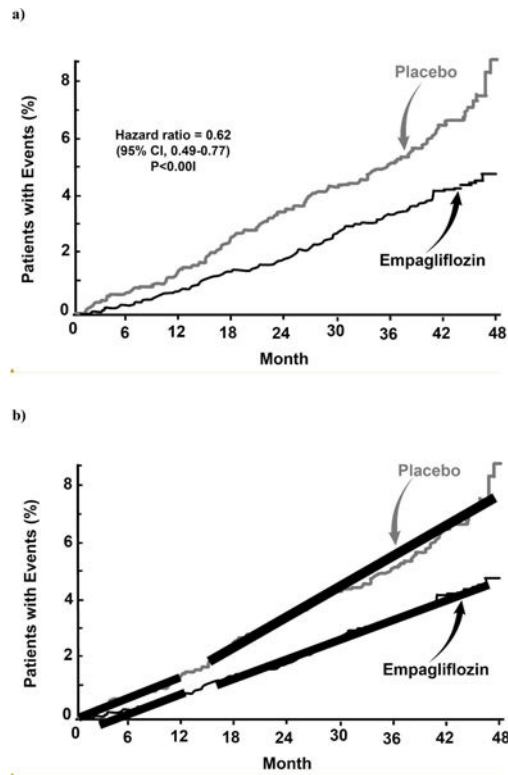 a)
8
6
4
2
0
Patients with Events (%)
Placebo
Hazard ratio = 0.62
(95% CI, 0.49-0.77)
P<0.00I
Empagliflozin
0 6 12 18 24 30 36 42 48
Month
b)
8
6
4
2
0
Patients with Events (%)
Placebo
Empagliflozin
0 6 12 18 24 30 36 42 48
Month